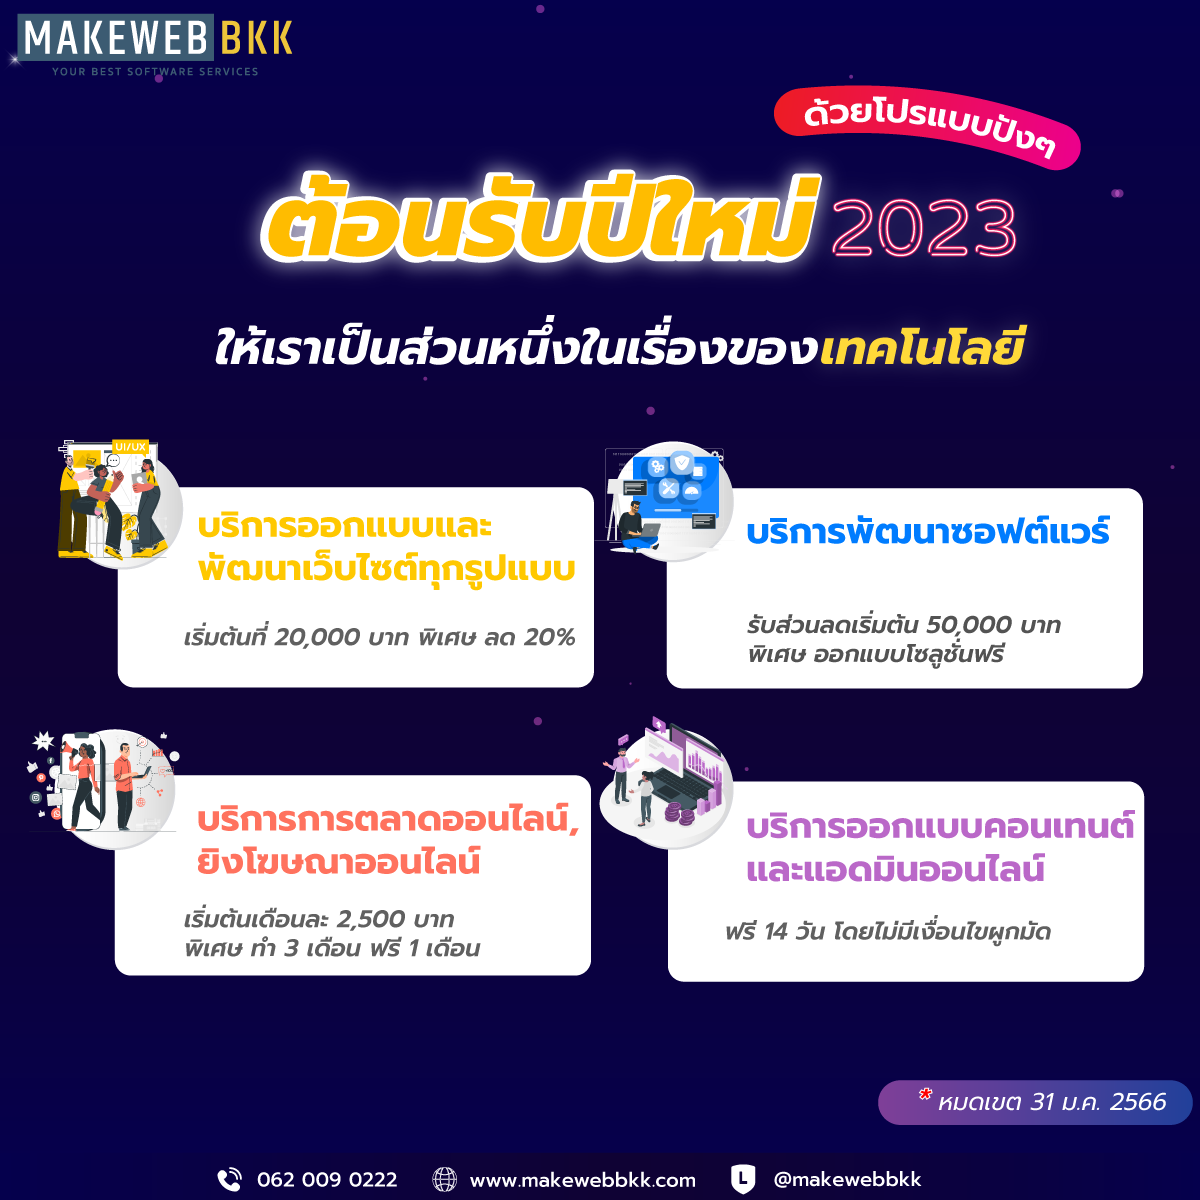 MAKEWEB BKK
YOUR BEST SOFTWARE SERVICES
ด้วยโปรแบบปังๆ
ต้อนรับปีใหม่ 2023
ให้เราเป็นส่วนหนึ่งในเรื่องของเทคโนโลยี
UI/UX
บริการออกแบบและ
พัฒนาเว็บไซต์ทุกรูปแบบ
เริ่มต้นที่ 20,000 บาท พิเศษ ลด 20%
บริการพัฒนาซอฟต์แวร์
รับส่วนลดเริ่มต้น 50,000 บาท
พิเศษ ออกแบบโซลูชั่นฟรี
บริการการตลาดออนไลน์,
ยิงโฆษณาออนไลน์
เริ่มต้นเดือนละ 2,500 บาท
พิเศษ ทำ 3 เดือน ฟรี 1 เดือน
บริการออกแบบคอนเทนต์
และแอดมินออนไลน์
ฟรี 14 วัน โดยไม่มีเงื่อนไขผูกมัด
* หมดเขต 31 ม.ค. 2566
062 009 0222 www.makewebbkk.com L @makewebbkk